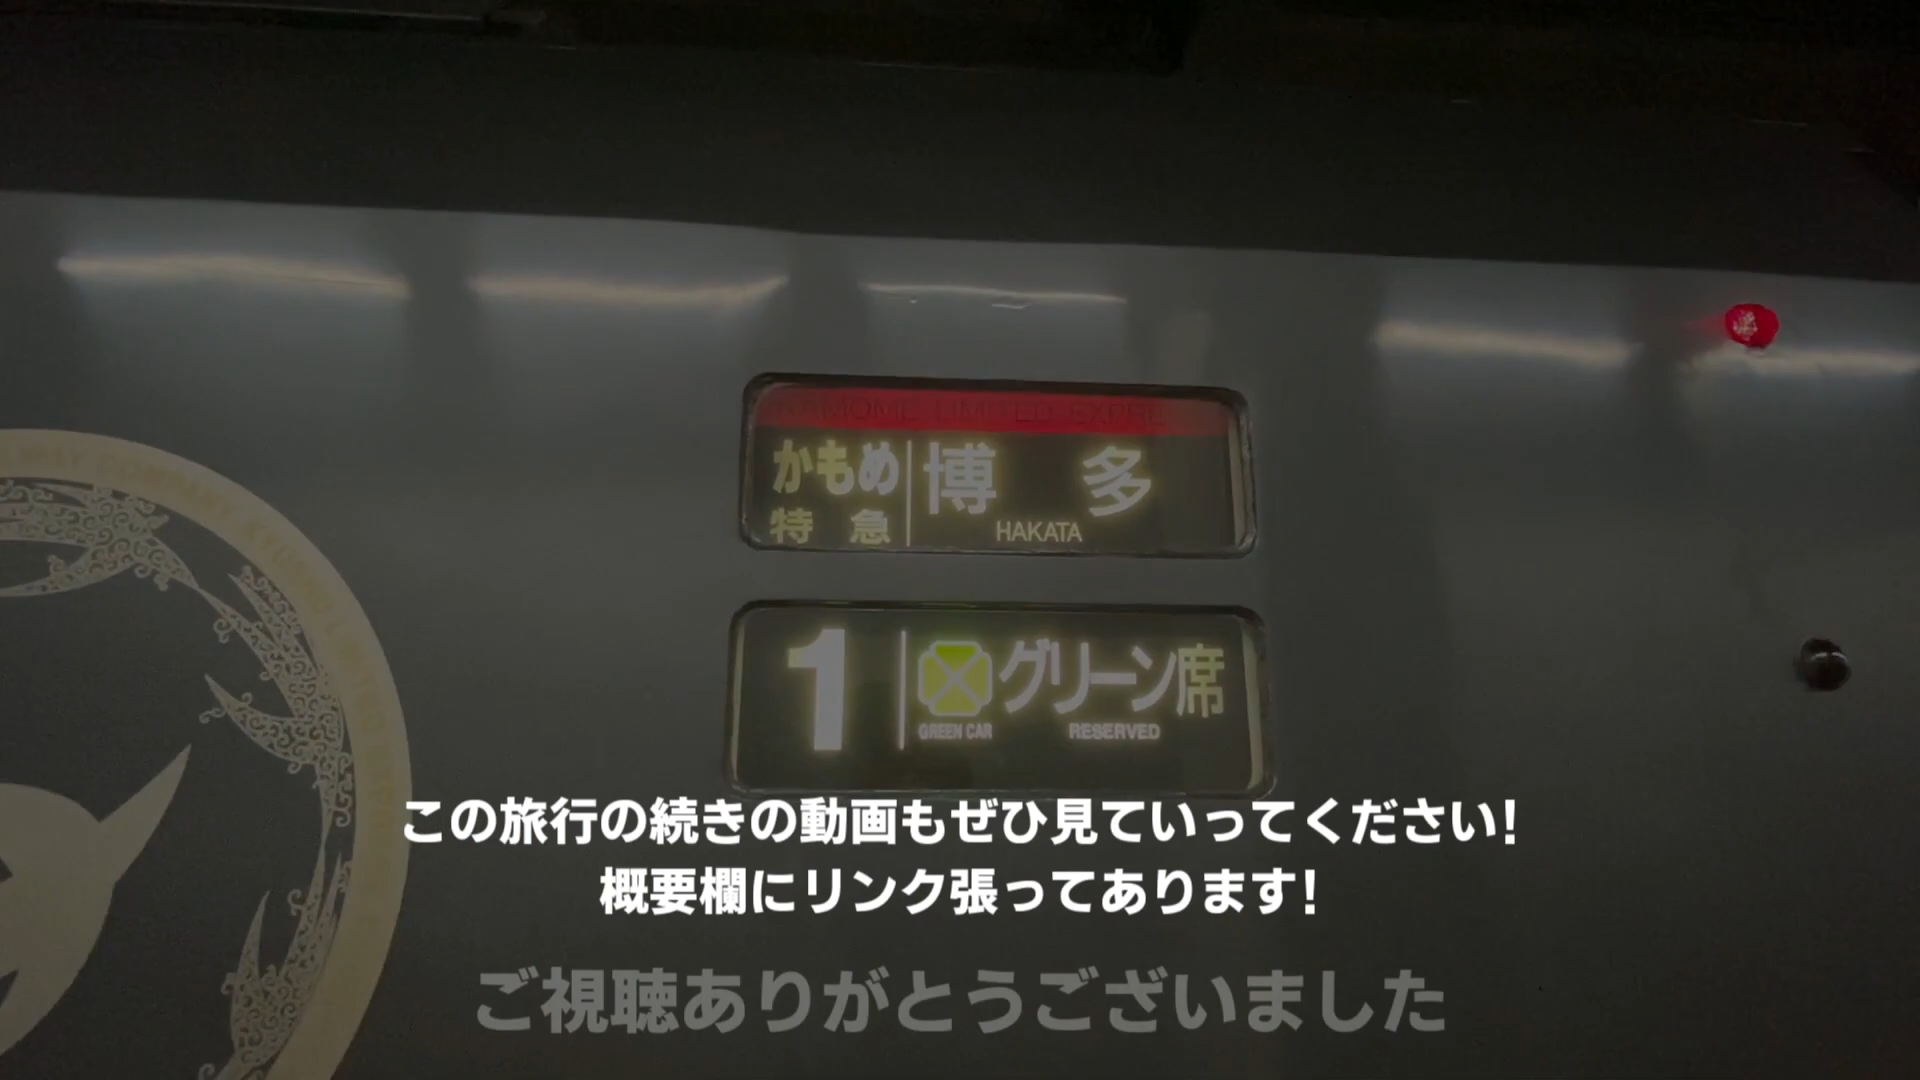 KAMOME LIMITED EXPRE
かもめ 博多
特急 HAKATA
1 グリーン席
GREEN CAR RESERVED
この旅行の続きの動画もぜひ見ていってください!
概要欄にリンク張ってあります!
ご視聴ありがとうございました